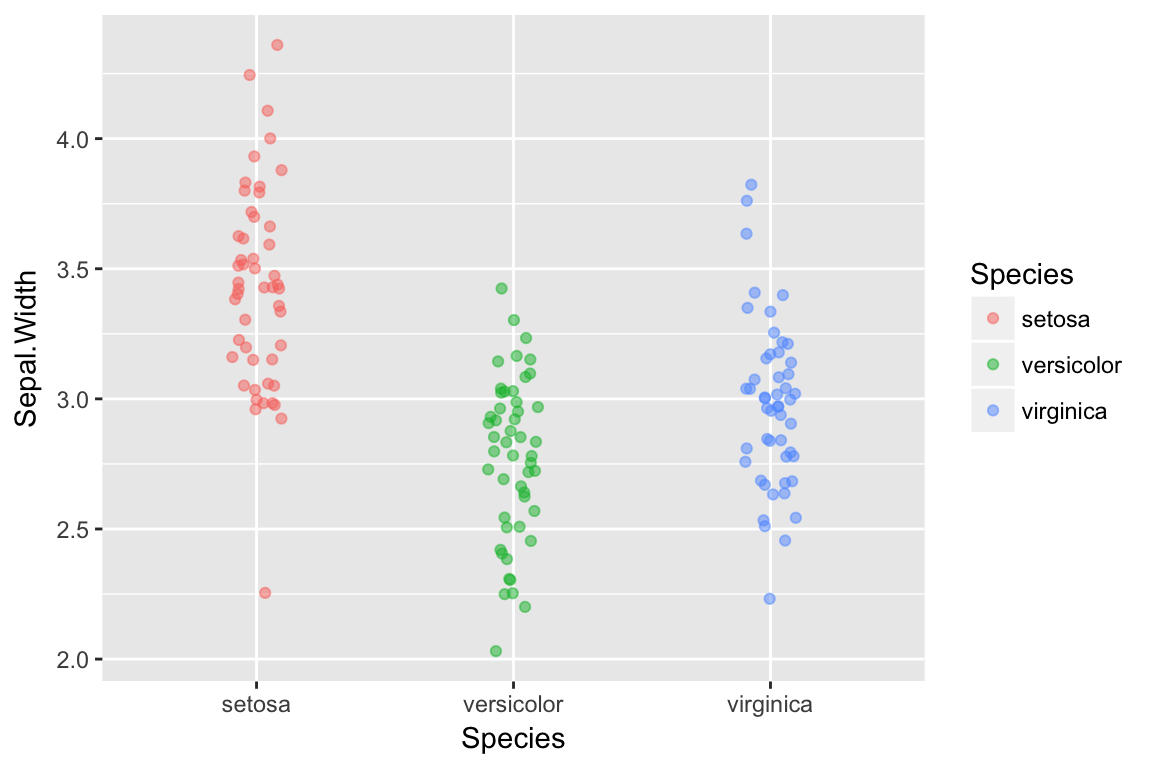 Sepal.Width
4.0
3.5
3.0
2.5
2.0
setosa versicolor virginica
Species
Species
setosa
versicolor
virginica